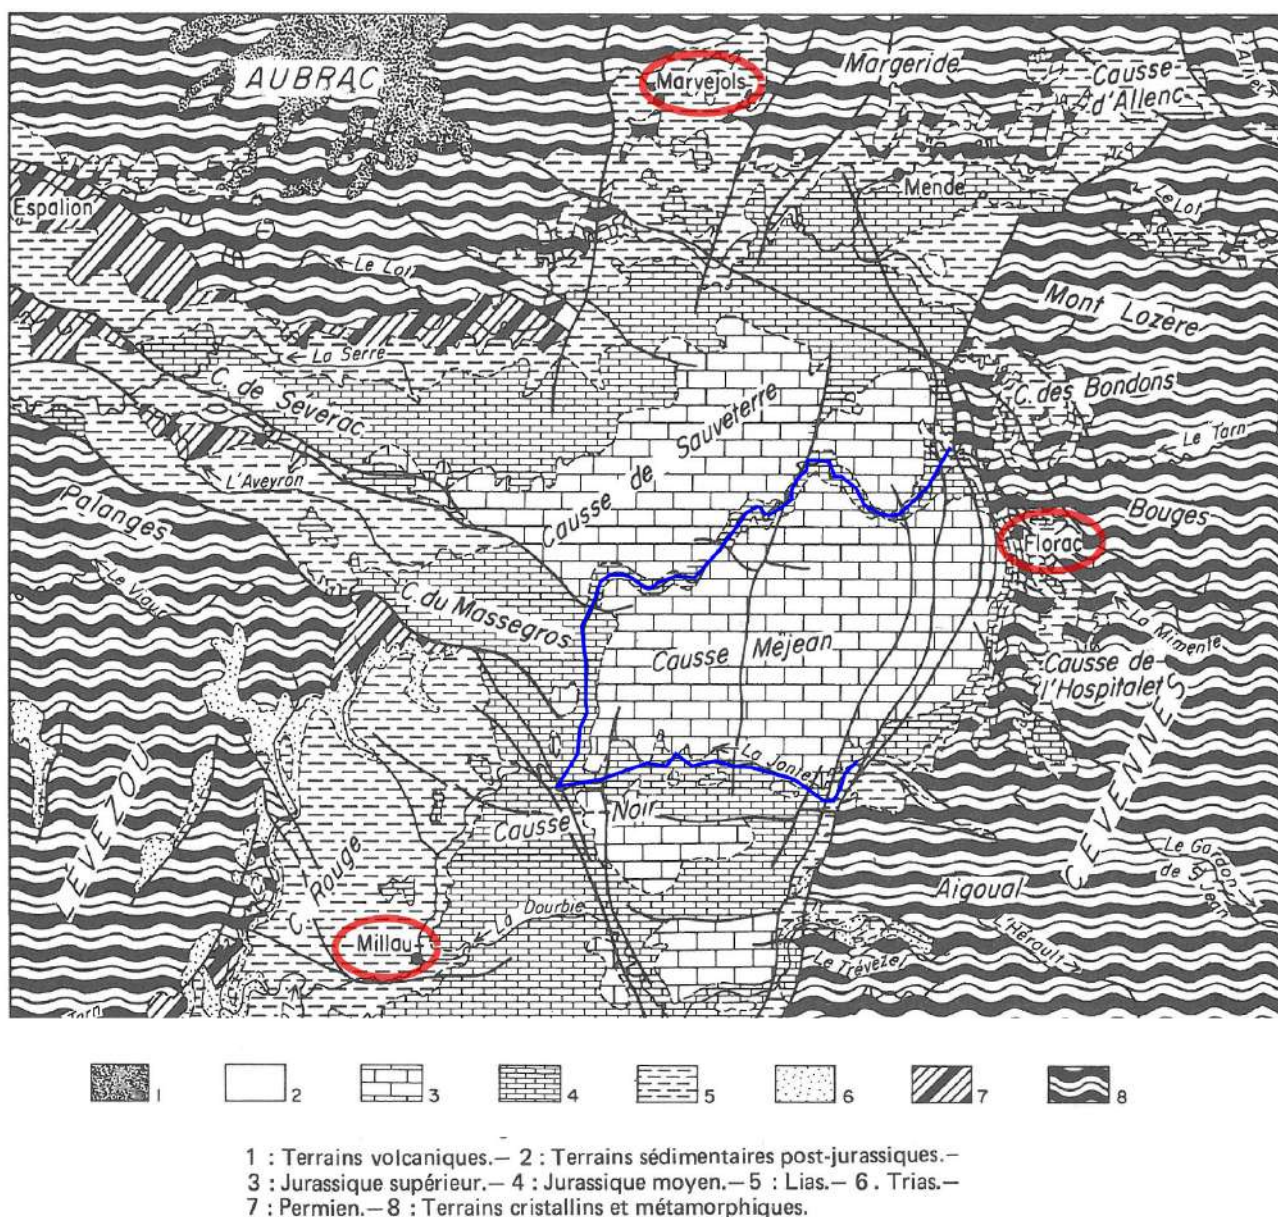 AUBRAC
Marvejols
Margeride
Causse
d'Allenc
L'Allier
Mende
Le Lot
Espalion
Le Lot
Mont Lozère
La Serre
C. de Séverac
Causse de Sauveterre
C. des Bondons
Le Tarn
L'Aveyron
Palanges
Bouges
Florac
Le Viaur
C. du Massegros
La Mimente
Causse Méjean
Causse de
l'Hospitalet
CEVENNES
La Jonte
LEVEZOU
Causse Noir
C. Rouge
Le Gardon
de St Jean
Aigoual
La Dourbie
Millau
L'Hérault
Le Trévezel
Tarn
1 2 3 4 5 6 7 8
1 : Terrains volcaniques.— 2 : Terrains sédimentaires post-jurassiques.—
3 : Jurassique supérieur.— 4 : Jurassique moyen.— 5 : Lias.— 6 . Trias.—
7 : Permien.— 8 : Terrains cristallins et métamorphiques.